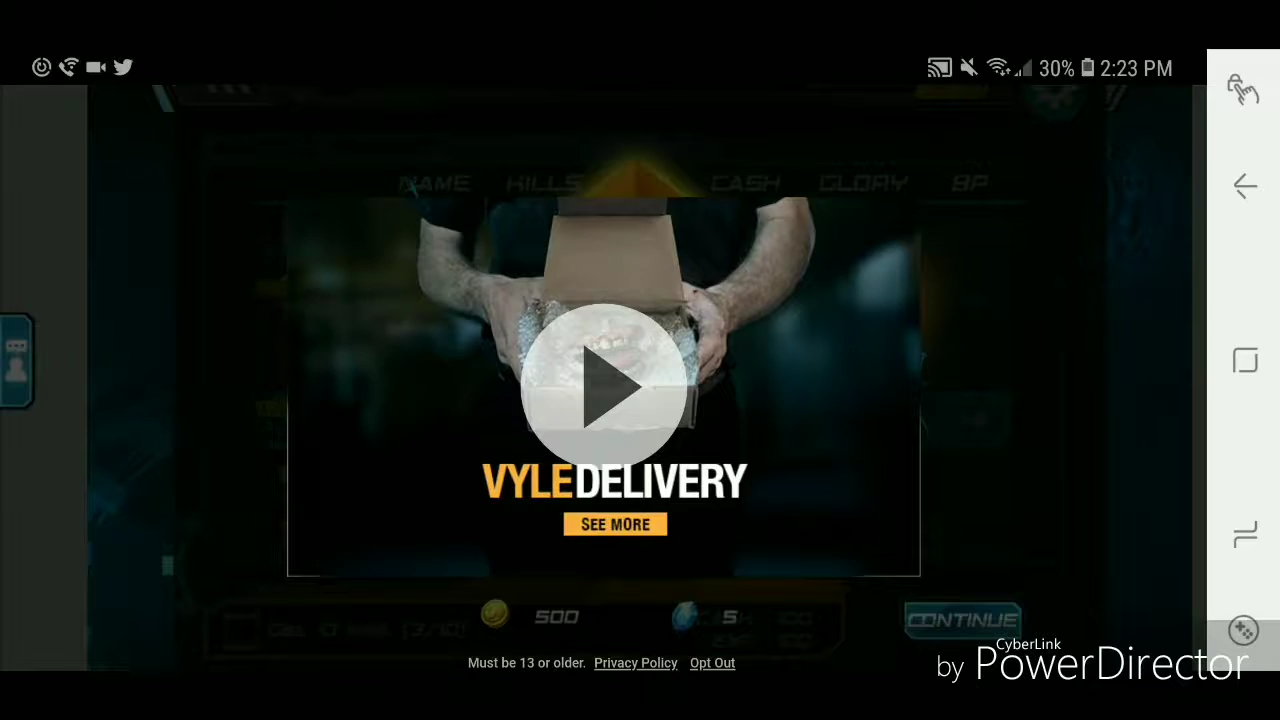 30% 2:23 PM
NAME KILLS CASH GLORY BP
VYLEDELIVERY
SEE MORE
500 5 CONTINUE
Must be 13 or older. Privacy Policy Opt Out
CyberLink
by PowerDirector